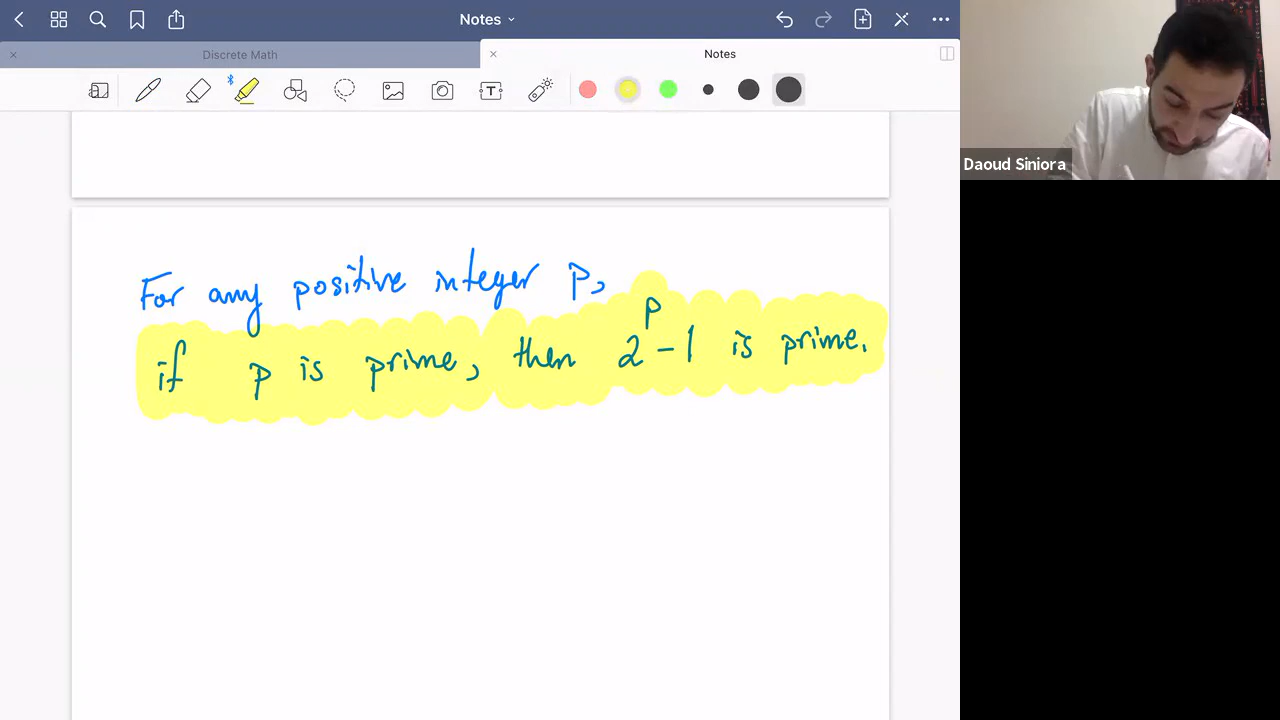 Notes
Discrete Math
Notes
T
Daoud Siniora
For any positive integer p,
if p is prime, then 2^p - 1 is prime.